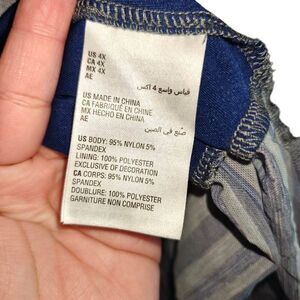 US 4X
CA 4X
MX 4X
AE
قياس واسع 4 اكس
US MADE IN CHINA
CA FABRIQUÉ EN CHINE
MX HECHO EN CHINA
AE
صنع في الصين
US BODY: 95% NYLON 5%
SPANDEX
LINING: 100% POLYESTER
EXCLUSIVE OF DECORATION
CA CORPS: 95% NYLON 5%
SPANDEX
DOUBLURE: 100% POLYESTER
GARNITURE NON COMPRISE